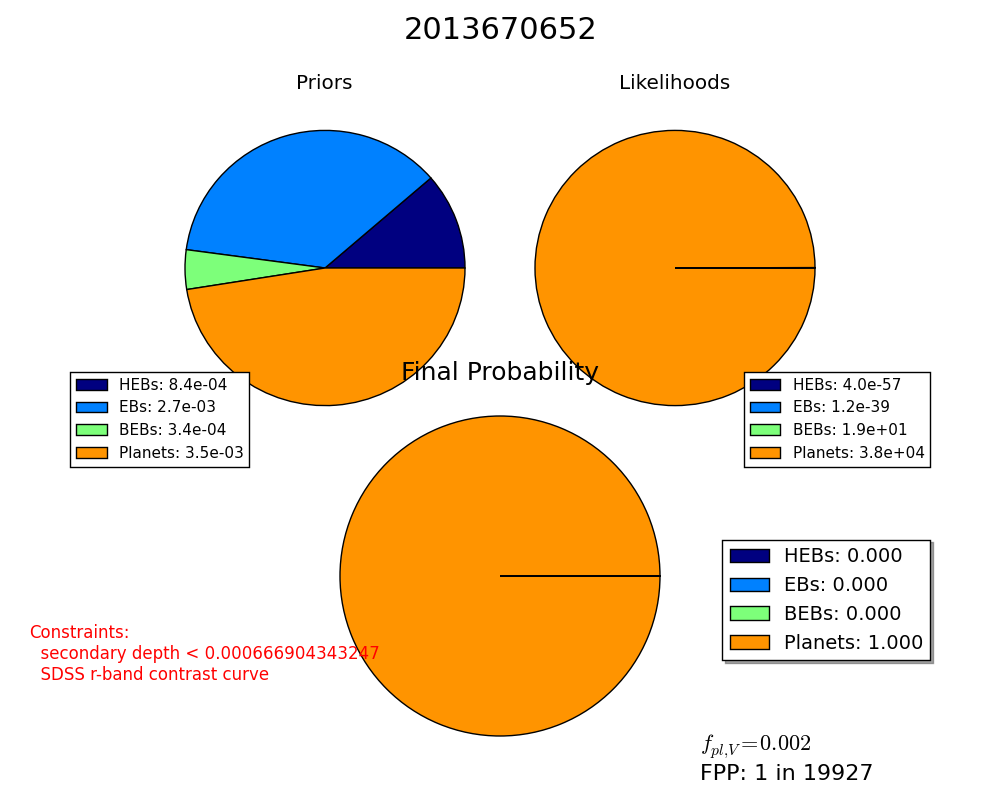 2013670652
Priors
Likelihoods
HEBs: 8.4e-04
EBs: 2.7e-03
BEBs: 3.4e-04
Planets: 3.5e-03
HEBs: 4.0e-57
EBs: 1.2e-39
BEBs: 1.9e+01
Planets: 3.8e+04
Final Probability
HEBs: 0.000
EBs: 0.000
BEBs: 0.000
Planets: 1.000
Constraints:
secondary depth < 0.000666904343247
SDSS r-band contrast curve
f_{pl,V}=0.002
FPP: 1 in 19927